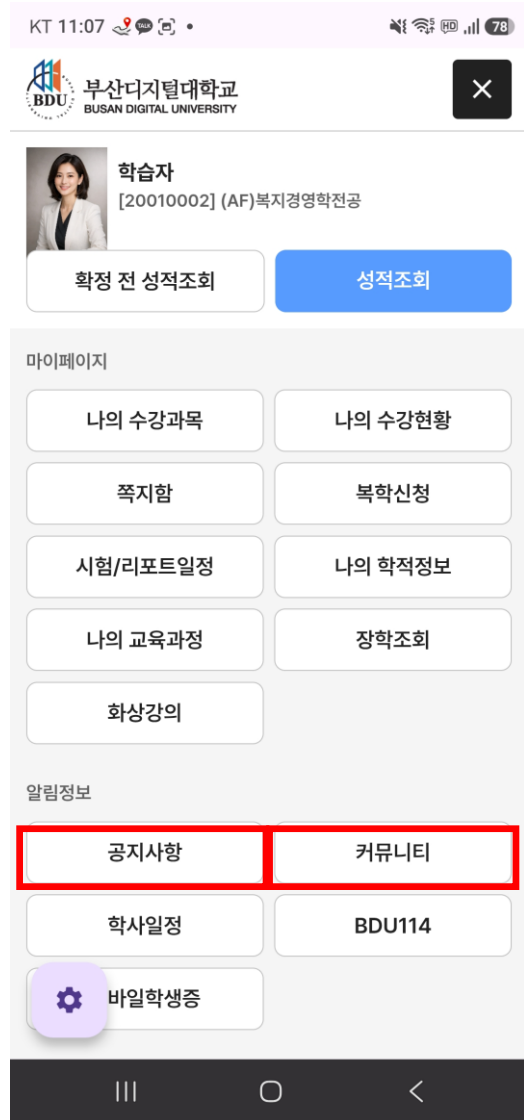 KT 11:07
TALK
HD
78
BDU
부산디지털대학교
BUSAN DIGITAL UNIVERSITY
학습자
[20010002] (AF)복지경영학전공
확정 전 성적조회
성적조회
마이페이지
나의 수강과목
나의 수강현황
쪽지함
복학신청
시험/리포트일정
나의 학적정보
나의 교육과정
장학조회
화상강의
알림정보
공지사항
커뮤니티
학사일정
BDU114
바일학생증